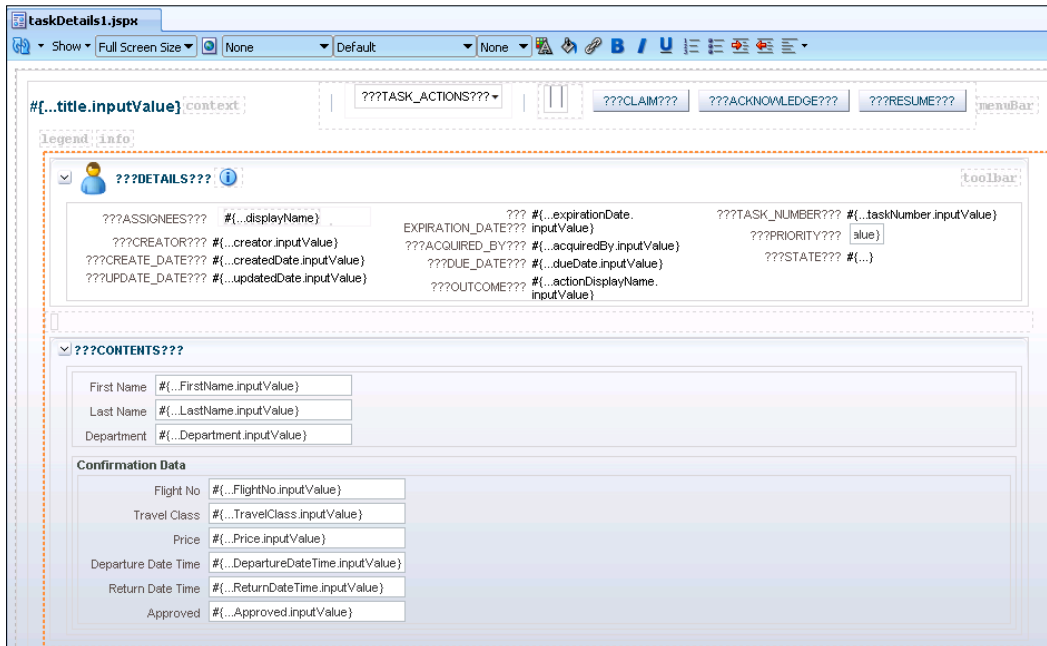 taskDetails1.jspx
Show Full Screen Size None Default None B I U
#{...title.inputValue} context ???TASK_ACTIONS??? ???CLAIM??? ???ACKNOWLEDGE??? ???RESUME??? menuBar
legend info
???DETAILS??? i toolbar
???ASSIGNEES??? #{...displayName}
???CREATOR??? #{...creator.inputValue}
???CREATE_DATE??? #{...createdDate.inputValue}
???UPDATE_DATE??? #{...updatedDate.inputValue}
??? #{...expirationDate.
EXPIRATION_DATE??? inputValue}
???ACQUIRED_BY??? #{...acquiredBy.inputValue}
???DUE_DATE??? #{...dueDate.inputValue}
???OUTCOME??? #{...actionDisplayName.
inputValue}
???TASK_NUMBER??? #{...taskNumber.inputValue}
???PRIORITY??? alue}
???STATE??? #{...}
???CONTENTS???
First Name #{...FirstName.inputValue}
Last Name #{...LastName.inputValue}
Department #{...Department.inputValue}
Confirmation Data
Flight No #{...FlightNo.inputValue}
Travel Class #{...TravelClass.inputValue}
Price #{...Price.inputValue}
Departure Date Time #{...DepartureDateTime.inputValue}
Return Date Time #{...ReturnDateTime.inputValue}
Approved #{...Approved.inputValue}